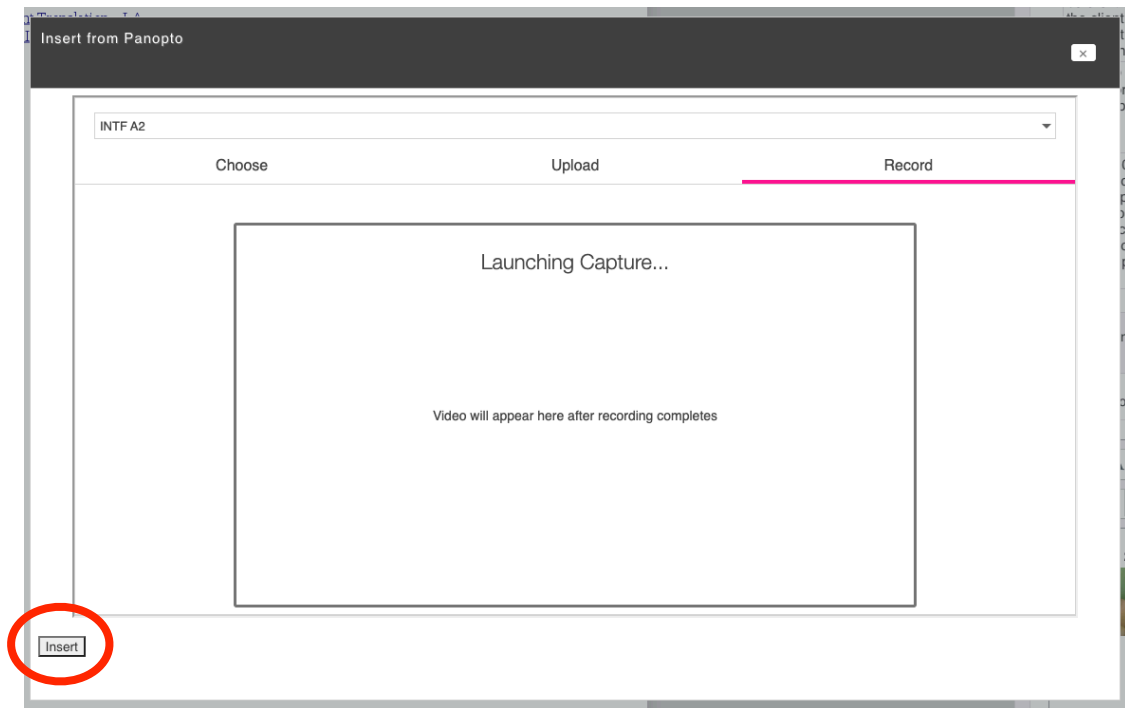 Insert from Panopto
×
INTF A2
Choose Upload Record
Launching Capture...
Video will appear here after recording completes
Insert